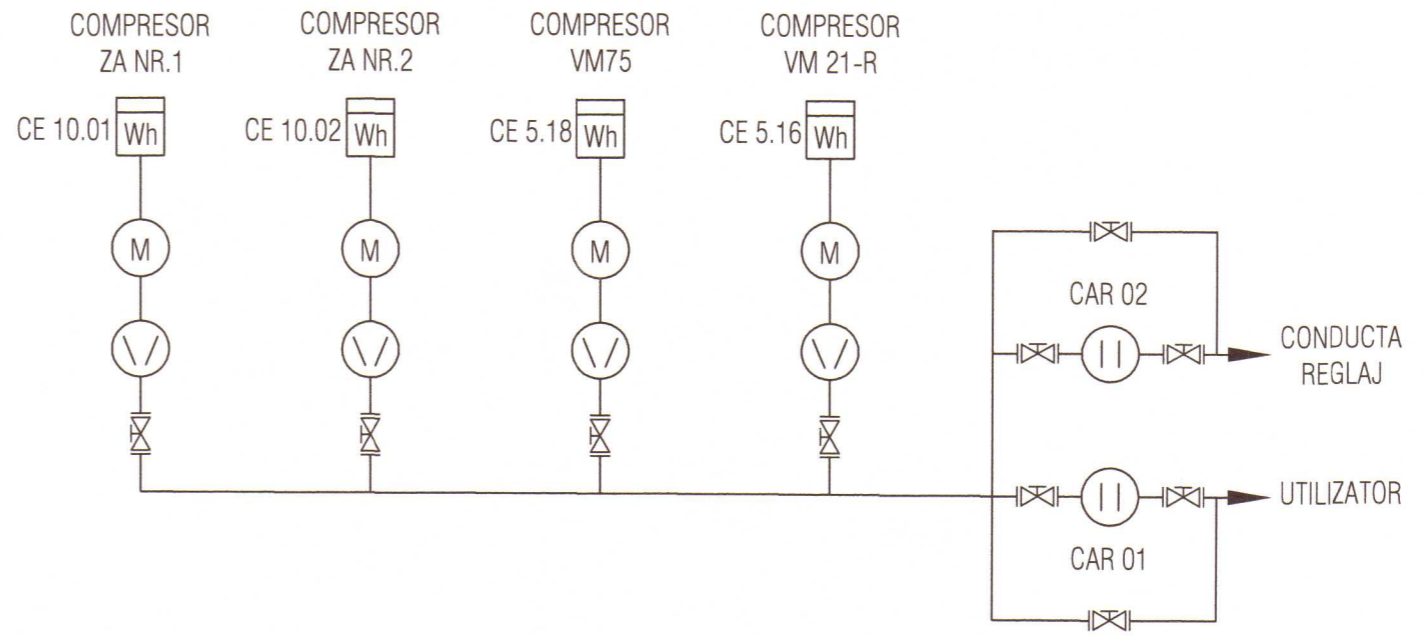 COMPRESOR
ZA NR.1
COMPRESOR
ZA NR.2
COMPRESOR
VM75
COMPRESOR
VM 21-R
CE 10.01 Wh
CE 10.02 Wh
CE 5.18 Wh
CE 5.16 Wh
M
M
M
M
CAR 02
CONDUCTA
REGLAJ
UTILIZATOR
CAR 01